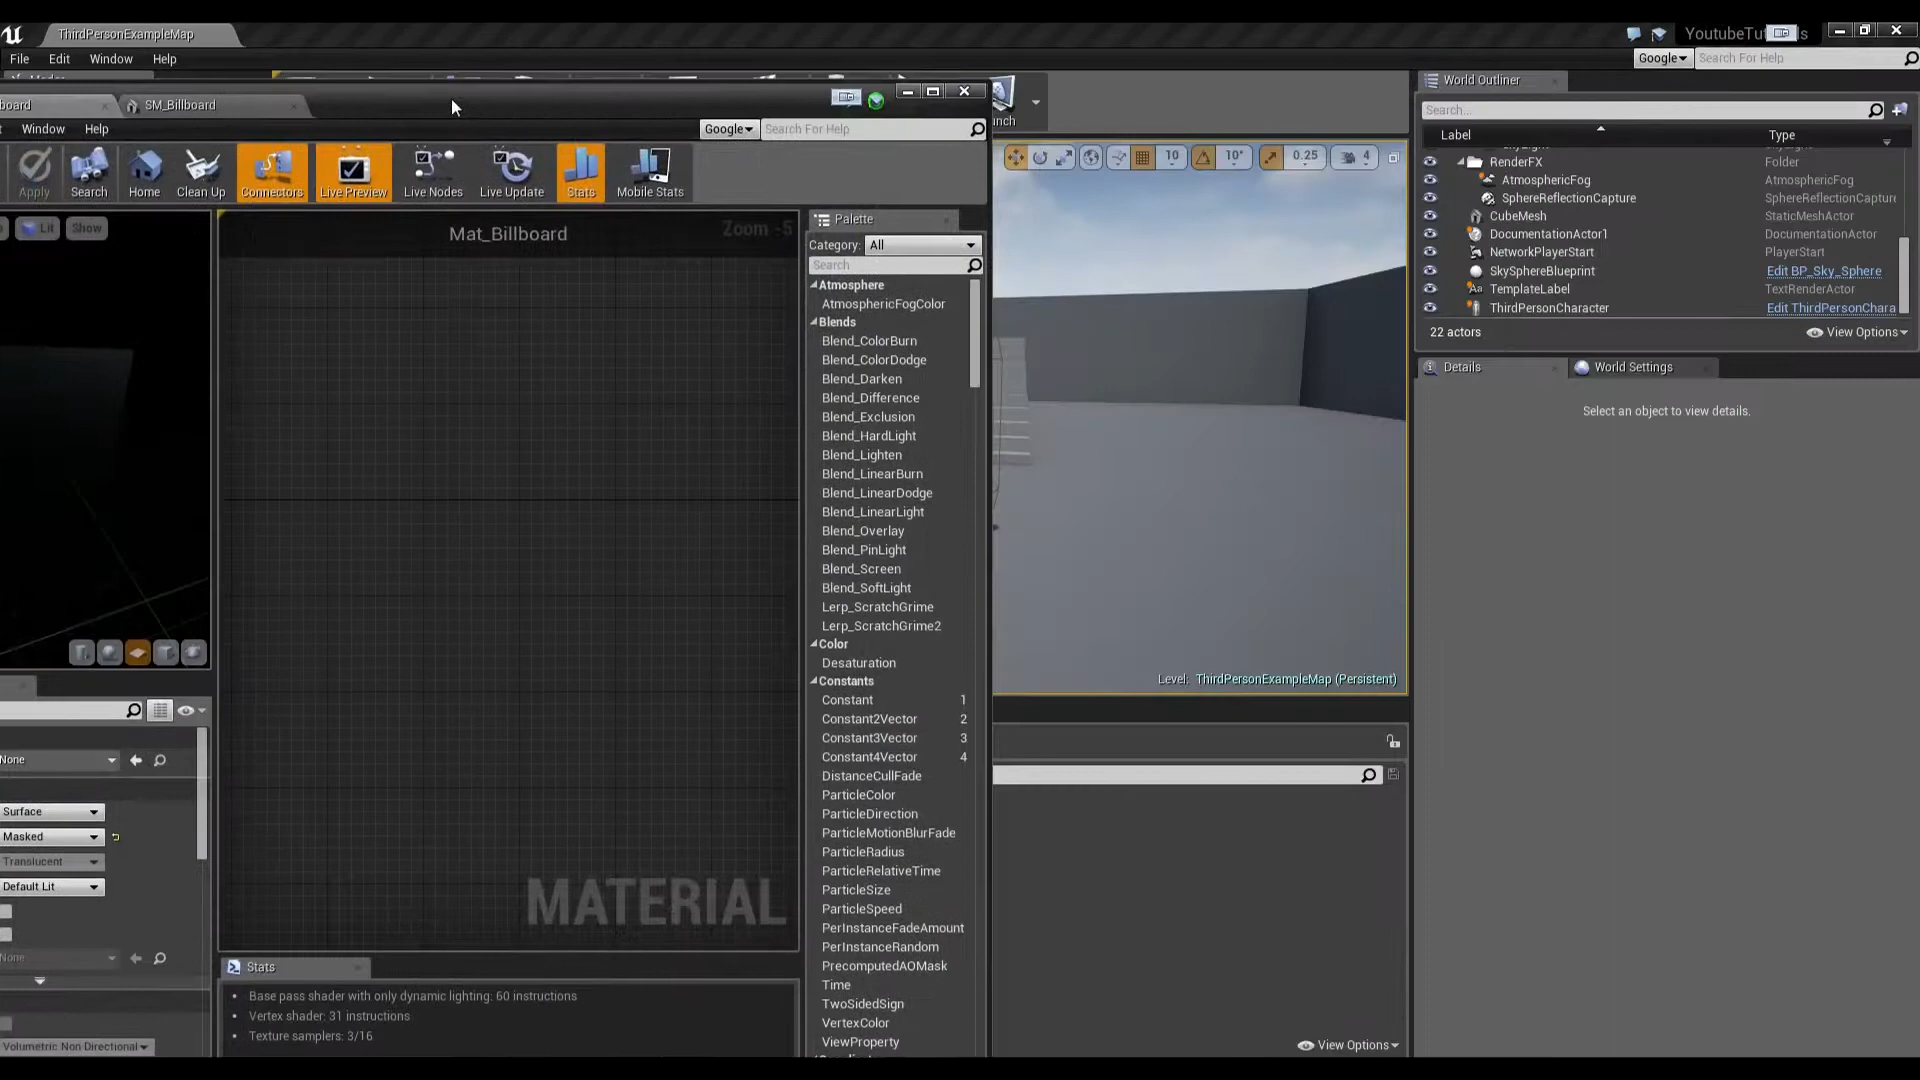 ThirdPersonExampleMap
File Edit Window Help
Google Search For Help
board SM_Billboard
Window Help
Google Search For Help
Apply Search Home Clean Up Connectors Live Preview Live Nodes Live Update Stats Mobile Stats
Lit Show
Mat_Billboard
Zoom -5
Palette
Category: All
Search
Atmosphere
AtmosphericFogColor
Blends
Blend_ColorBurn
Blend_ColorDodge
Blend_Darken
Blend_Difference
Blend_Exclusion
Blend_HardLight
Blend_Lighten
Blend_LinearBurn
Blend_LinearDodge
Blend_LinearLight
Blend_Overlay
Blend_PinLight
Blend_Screen
Blend_SoftLight
Lerp_ScratchGrime
Lerp_ScratchGrime2
Color
Desaturation
Constants
Constant 1
Constant2Vector 2
Constant3Vector 3
Constant4Vector 4
DistanceCullFade
ParticleColor
ParticleDirection
ParticleMotionBlurFade
ParticleRadius
ParticleRelativeTime
ParticleSize
ParticleSpeed
PerInstanceFadeAmount
PerInstanceRandom
PrecomputedAOMask
Time
TwoSidedSign
VertexColor
ViewProperty
MATERIAL
Stats
Base pass shader with only dynamic lighting: 60 instructions
Vertex shader: 31 instructions
Texture samplers: 3/16
None
Surface
Masked
Translucent
Default Lit
None
Volumetric Non Directional
unch
10 10° 0.25 4
Level: ThirdPersonExampleMap (Persistent)
View Options
World Outliner
Search...
Label Type
RenderFX Folder
AtmosphericFog AtmosphericFog
SphereReflectionCapture SphereReflectionCapture
CubeMesh StaticMeshActor
DocumentationActor1 DocumentationActor
NetworkPlayerStart PlayerStart
SkySphereBlueprint Edit BP_Sky_Sphere
TemplateLabel TextRenderActor
ThirdPersonCharacter Edit ThirdPersonChara
22 actors View Options
Details World Settings
Select an object to view details.